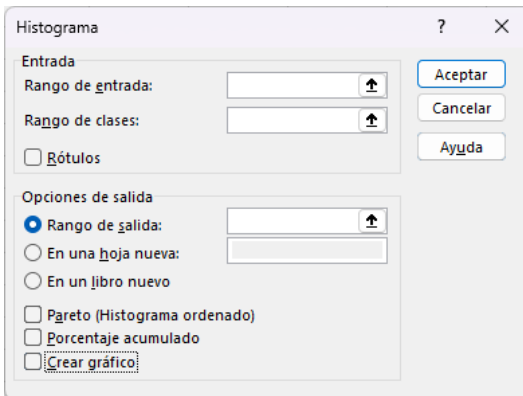 Histograma
?
Entrada
Rango de entrada:
Rango de clases:
Rótulos
Aceptar
Cancelar
Ayuda
Opciones de salida
Rango de salida:
En una hoja nueva:
En un libro nuevo
Pareto (Histograma ordenado)
Porcentaje acumulado
Crear gráfico